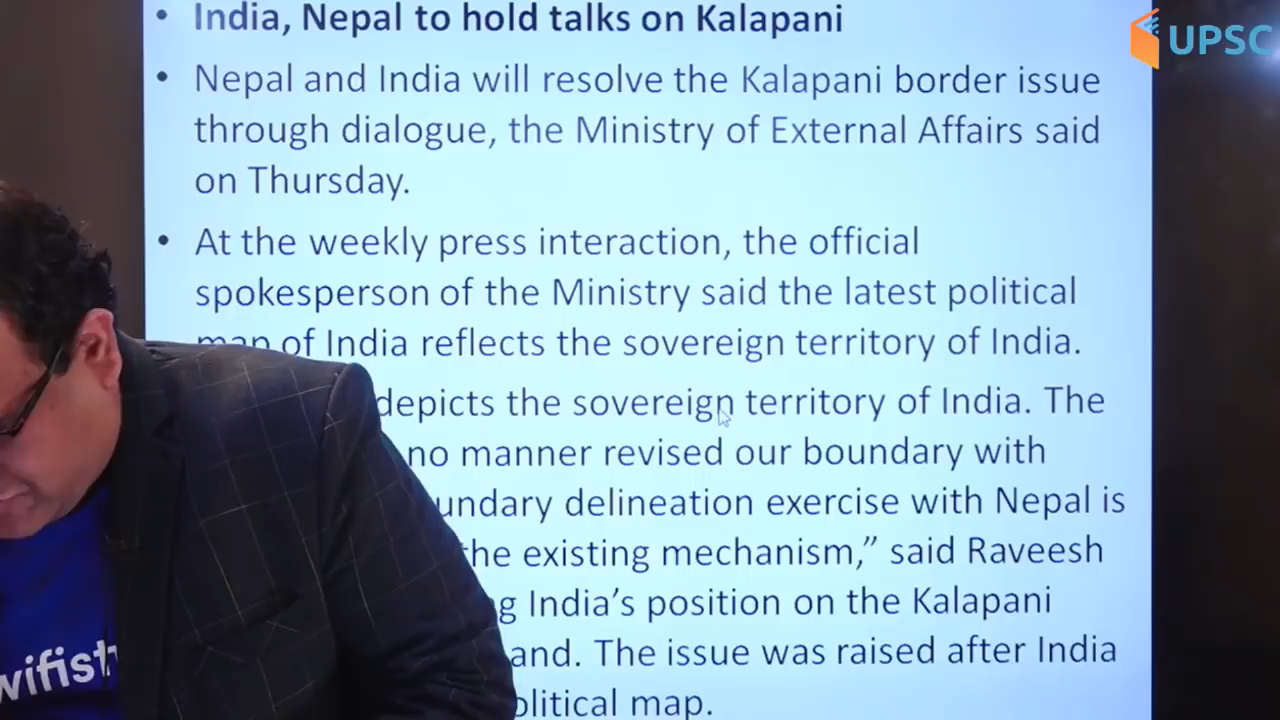 India, Nepal to hold talks on Kalapani
UPSC
• Nepal and India will resolve the Kalapani border issue
through dialogue, the Ministry of External Affairs said
on Thursday.
• At the weekly press interaction, the official
spokesperson of the Ministry said the latest political
map of India reflects the sovereign territory of India.
depicts the sovereign territory of India. The
no manner revised our boundary with
delineation exercise with Nepal is
the existing mechanism,” said Raveesh
India’s position on the Kalapani
The issue was raised after India
map.